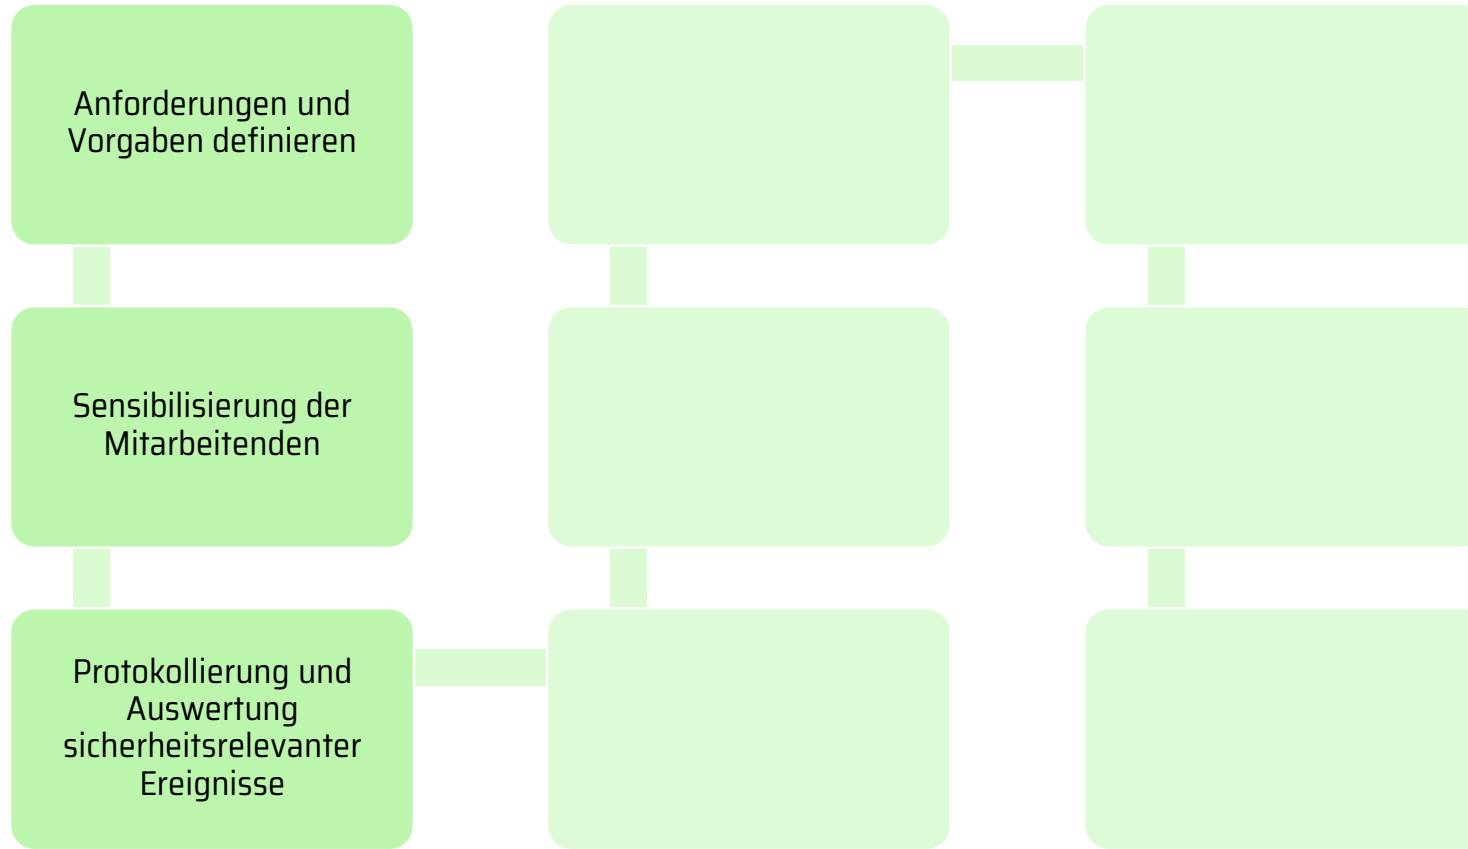 Anforderungen und
Vorgaben definieren
Sensibilisierung der
Mitarbeitenden
Protokollierung und
Auswertung
sicherheitsrelevanter
Ereignisse